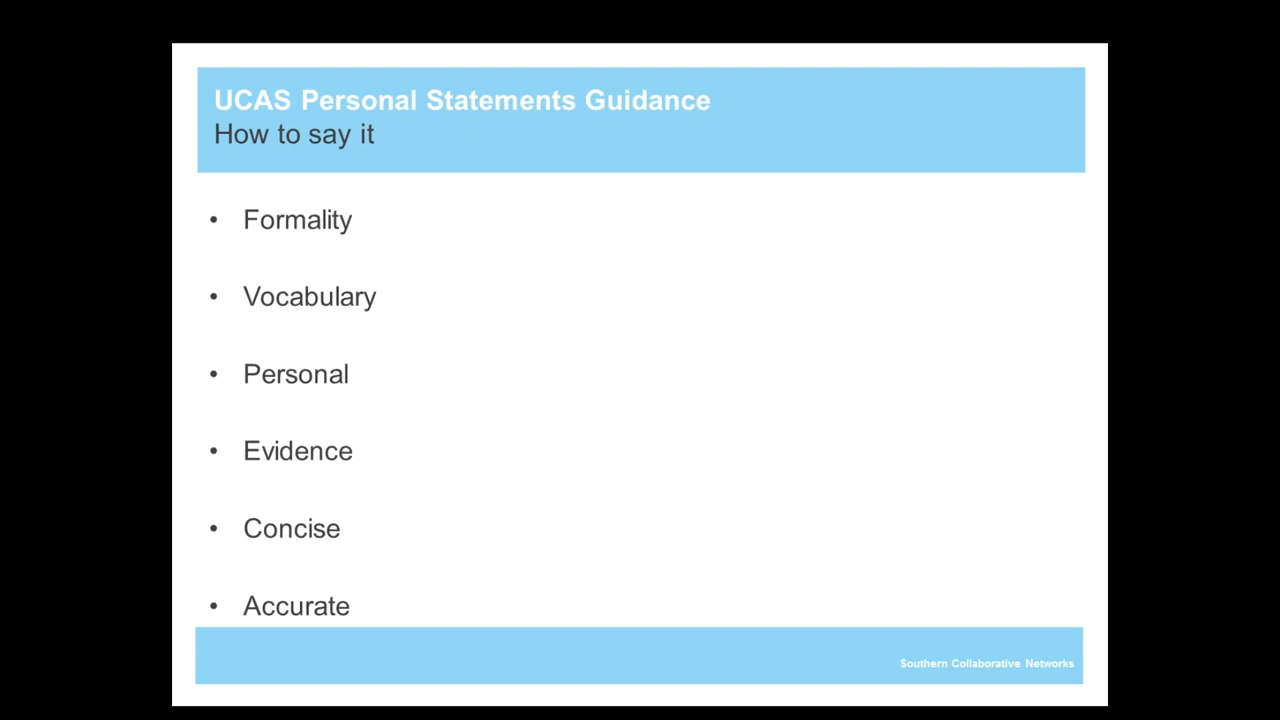 UCAS Personal Statements Guidance
How to say it
• Formality
• Vocabulary
• Personal
• Evidence
• Concise
• Accurate
Southern Collaborative Networks